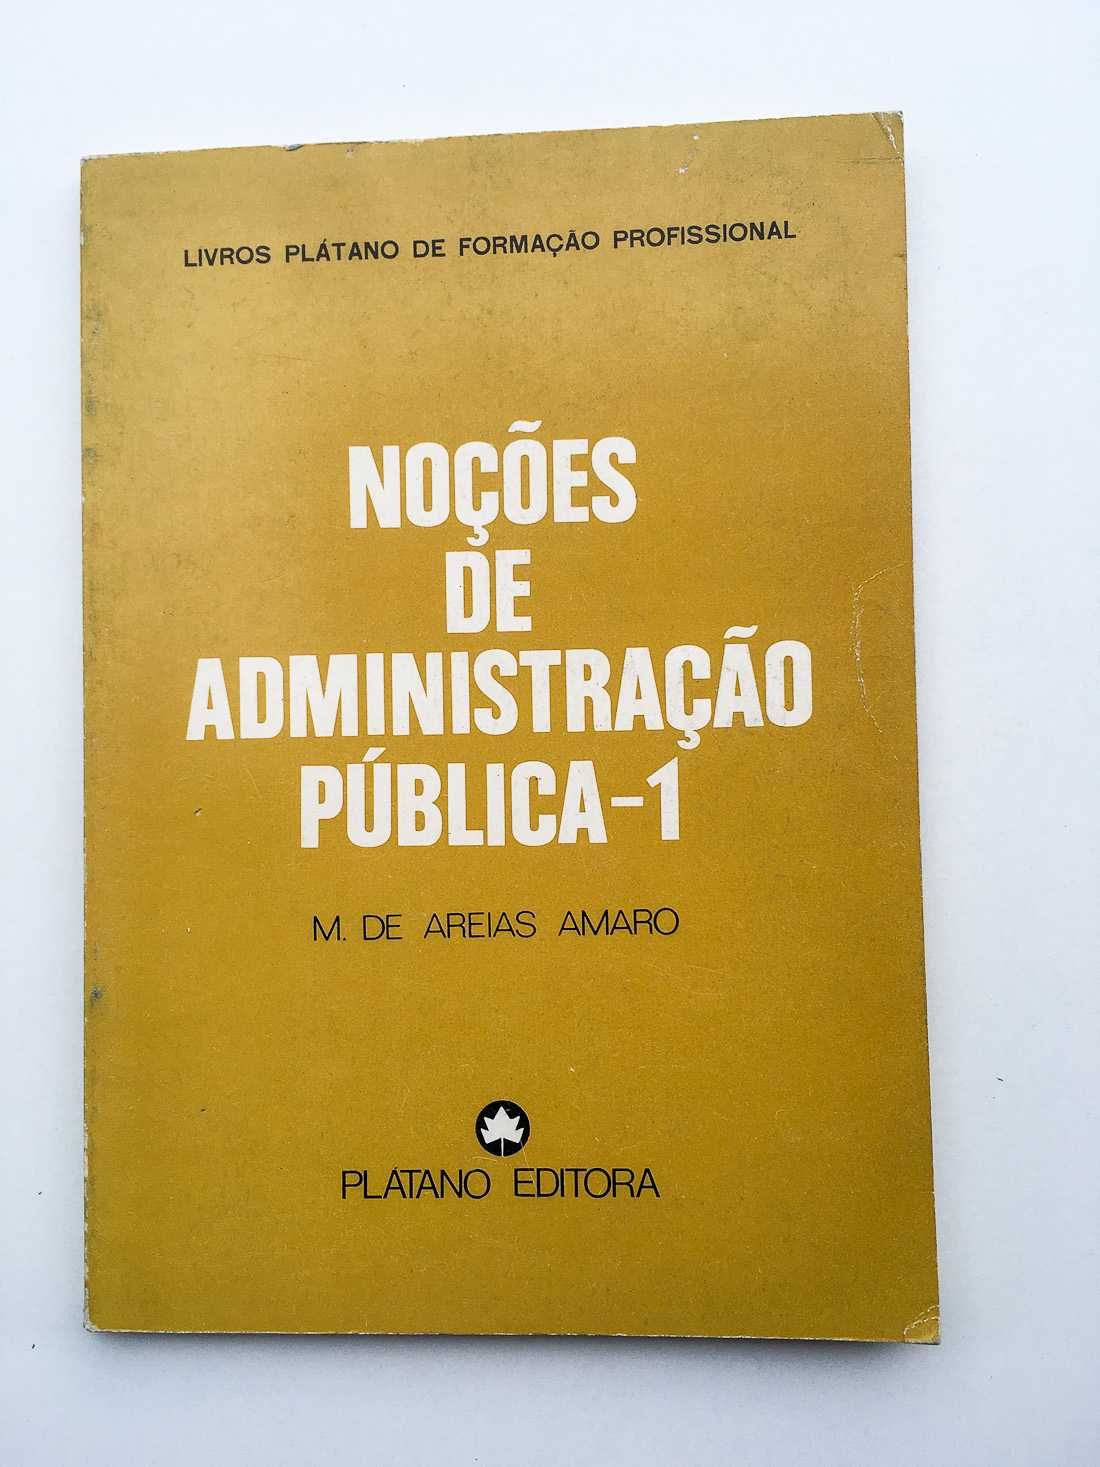 LIVROS PLÁTANO DE FORMAÇÃO PROFISSIONAL
NOÇÕES
DE
ADMINISTRAÇÃO
PÚBLICA-1
M. DE AREIAS AMARO
PLÁTANO EDITORA